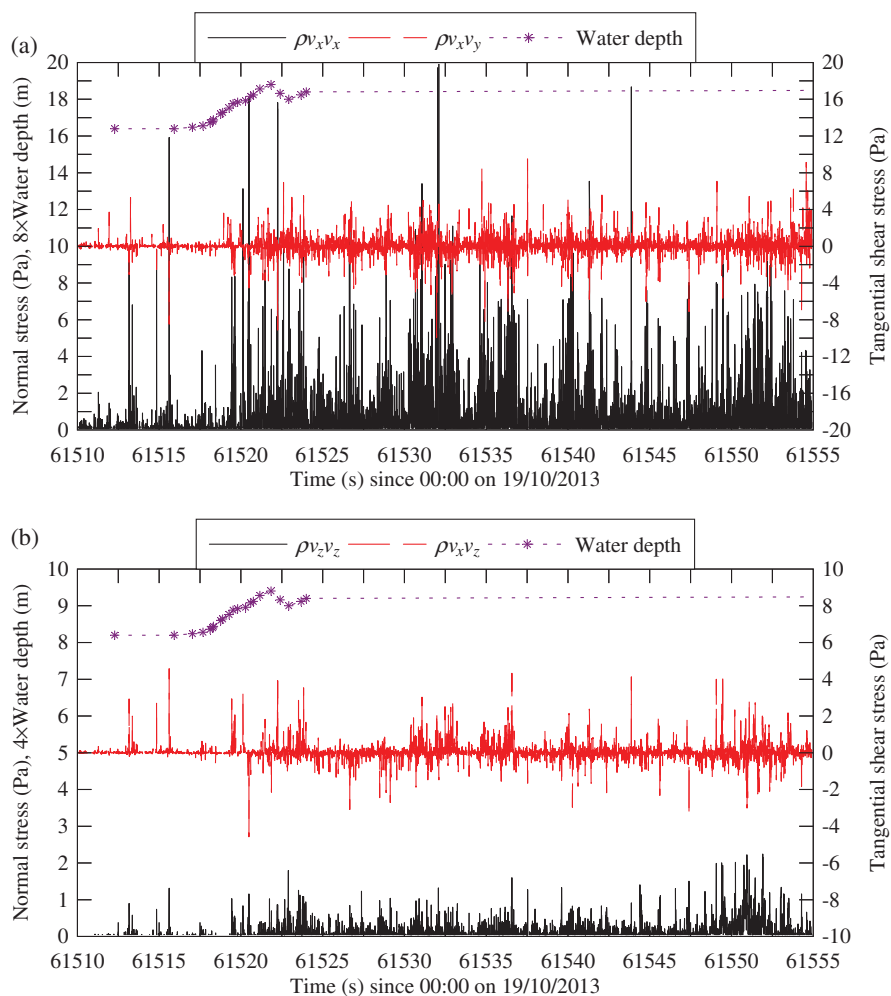 (a)
ρvₓvₓ ρvₓvᵧ Water depth
Normal stress (Pa), 8×Water depth (m)
20 18 16 14 12 10 8 6 4 2 0
20 16 12 8 4 0 -4 -8 -12 -16 -20
Tangential shear stress (Pa)
61510 61515 61520 61525 61530 61535 61540 61545 61550 61555
Time (s) since 00:00 on 19/10/2013
(b)
ρv_zv_z ρvₓv_z Water depth
Normal stress (Pa), 4×Water depth (m)
10 9 8 7 6 5 4 3 2 1 0
10 8 6 4 2 0 -2 -4 -6 -8 -10
Tangential shear stress (Pa)
61510 61515 61520 61525 61530 61535 61540 61545 61550 61555
Time (s) since 00:00 on 19/10/2013